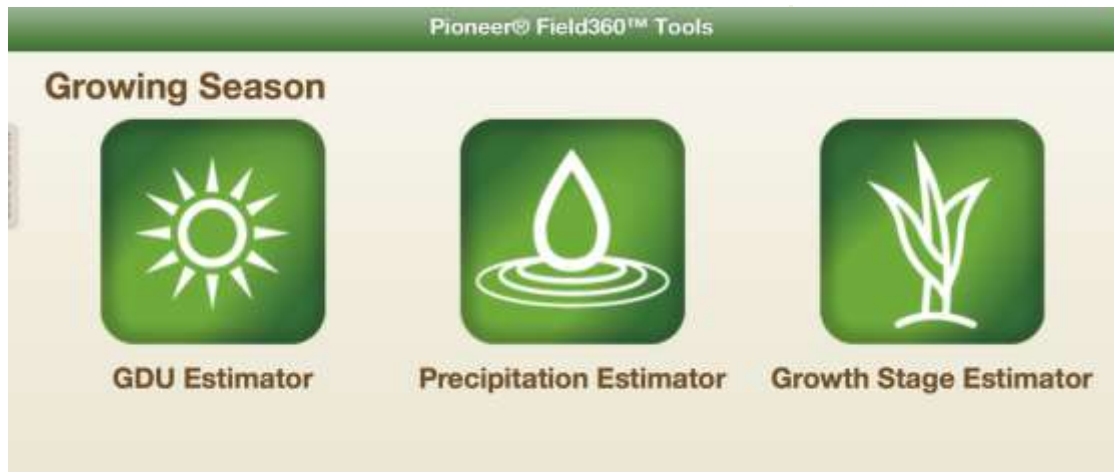 Pioneer® Field360™ Tools
Growing Season
GDU Estimator
Precipitation Estimator
Growth Stage Estimator